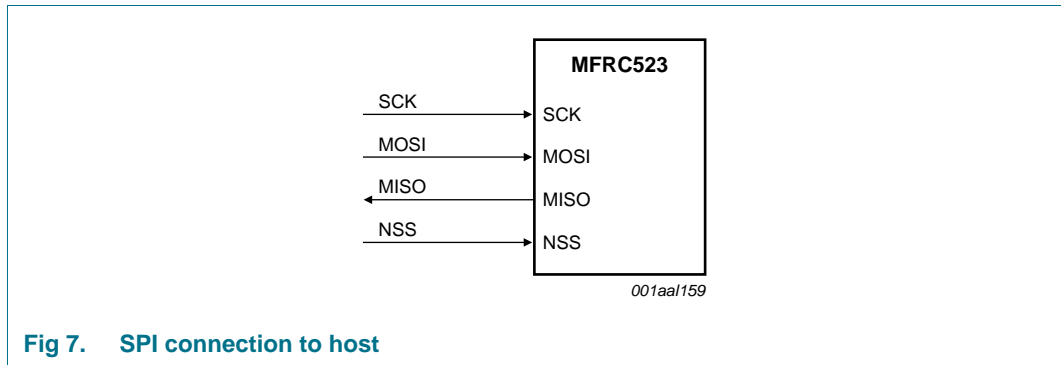 MFRC523
SCK SCK
MOSI MOSI
MISO MISO
NSS NSS
001aal159
Fig 7. SPI connection to host